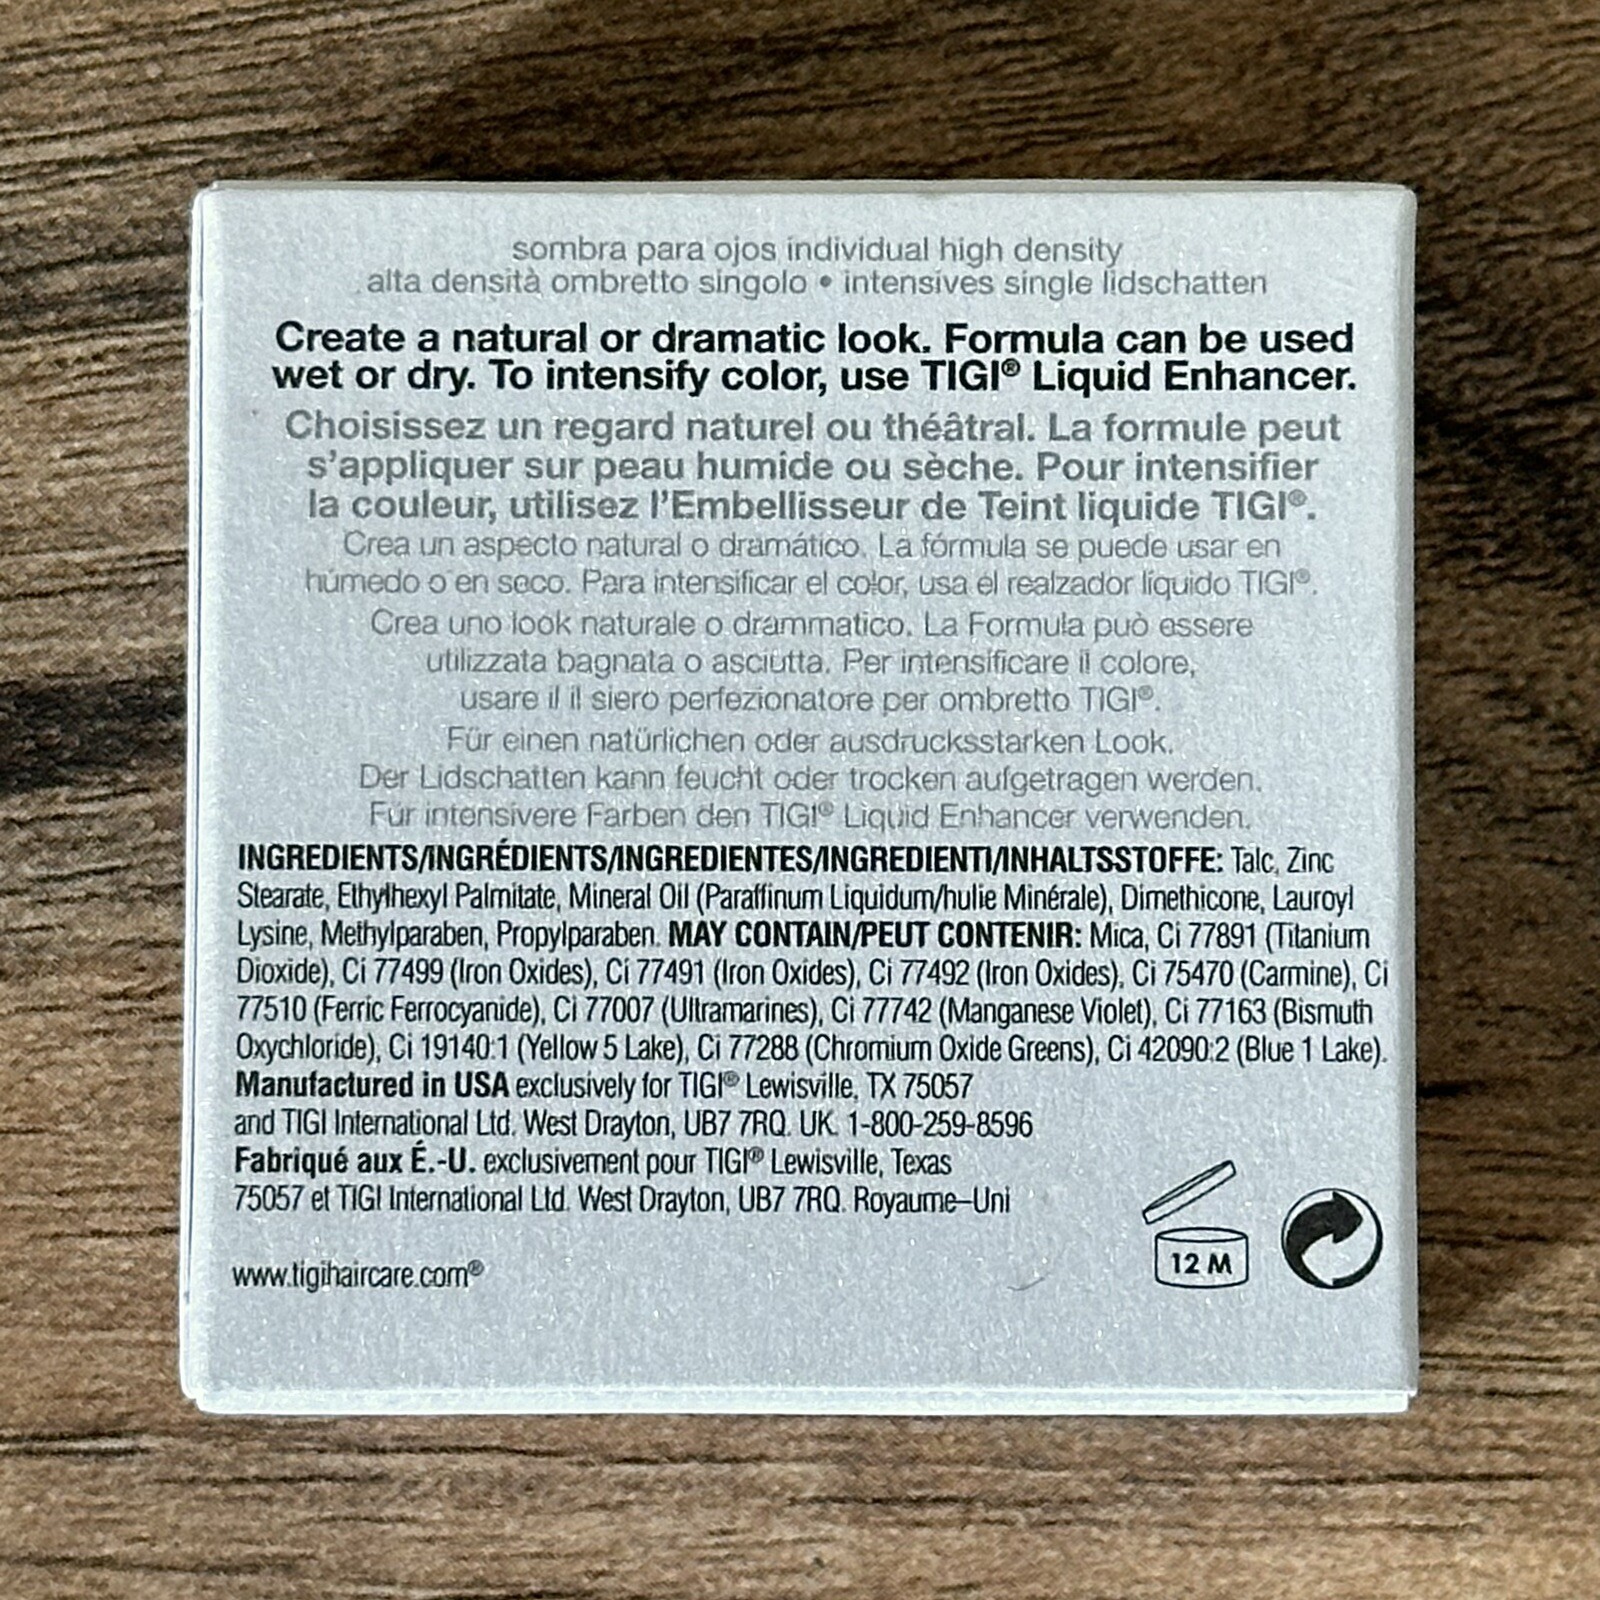 sombra para ojos individual high density
alta densità ombretto singolo • intensives single lidschatten
Create a natural or dramatic look. Formula can be used
wet or dry. To intensify color, use TIGI® Liquid Enhancer.
Choisissez un regard naturel ou théâtral. La formule peut
s'appliquer sur peau humide ou sèche. Pour intensifier
la couleur, utilisez l'Embellisseur de Teint liquide TIGI®.
Crea un aspecto natural o dramático. La fórmula se puede usar en
húmedo o en seco. Para intensificar el color, usa el realzador líquido TIGI®.
Crea uno look naturale o drammatico. La Formula può essere
utilizzata bagnata o asciutta. Per intensificare il colore,
usare il il siero perfezionatore per ombretto TIGI®.
Für einen natürlichen oder ausdrucksstarken Look.
Der Lidschatten kann feucht oder trocken aufgetragen werden.
Für intensivere Farben den TIGI® Liquid Enhancer verwenden.
INGREDIENTS/INGRÉDIENTS/INGREDIENTES/INGREDIENTI/INHALTSSTOFFE: Talc, Zinc
Stearate, Ethylhexyl Palmitate, Mineral Oil (Paraffinum Liquidum/hulie Minérale), Dimethicone, Lauroyl
Lysine, Methylparaben, Propylparaben. MAY CONTAIN/PEUT CONTENIR: Mica, Ci 77891 (Titanium
Dioxide), Ci 77499 (Iron Oxides), Ci 77491 (Iron Oxides), Ci 77492 (Iron Oxides), Ci 75470 (Carmine), Ci
77510 (Ferric Ferrocyanide), Ci 77007 (Ultramarines), Ci 77742 (Manganese Violet), Ci 77163 (Bismuth
Oxychloride), Ci 19140:1 (Yellow 5 Lake), Ci 77288 (Chromium Oxide Greens), Ci 42090:2 (Blue 1 Lake).
Manufactured in USA exclusively for TIGI® Lewisville, TX 75057
and TIGI International Ltd. West Drayton, UB7 7RQ. UK. 1-800-259-8596
Fabriqué aux É.-U. exclusivement pour TIGI® Lewisville, Texas
75057 et TIGI International Ltd. West Drayton, UB7 7RQ. Royaume–Uni
www.tigihaircare.com®
12 M